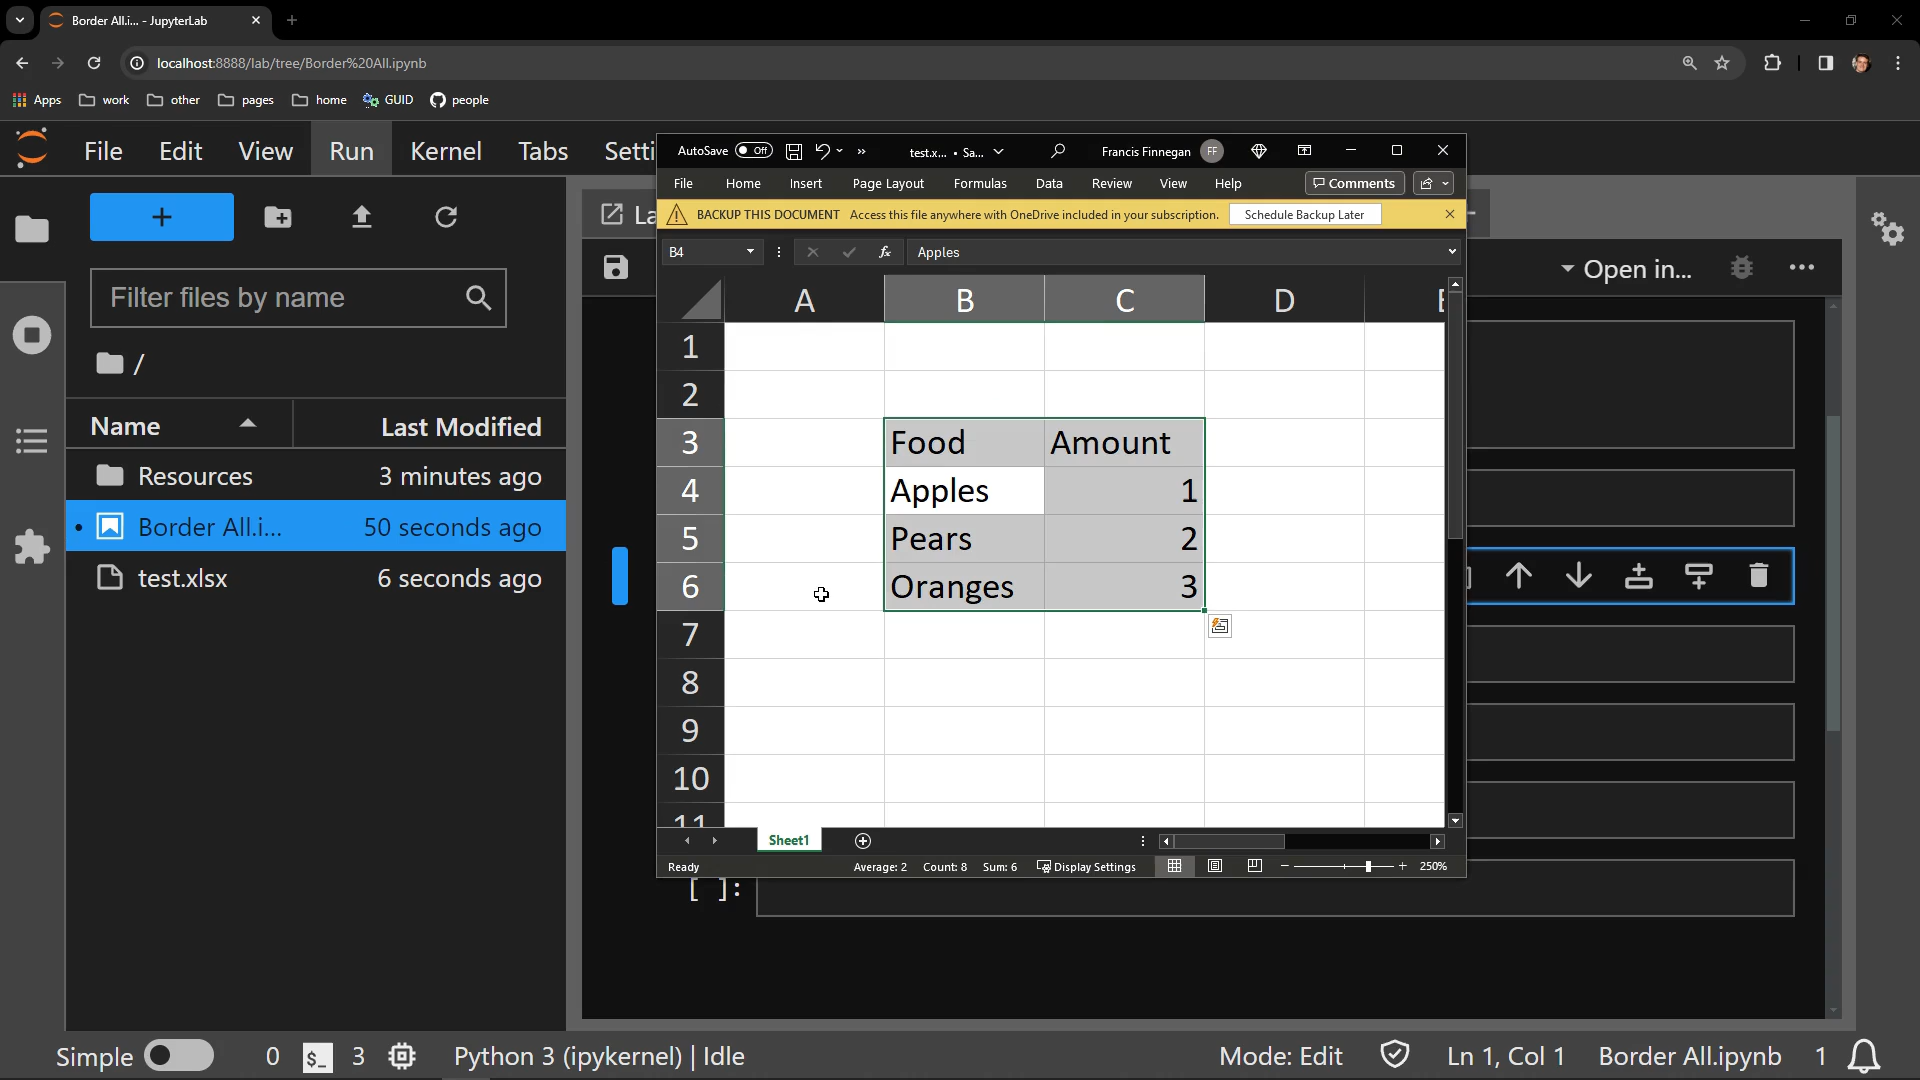 Border All.i... - JupyterLab
localhost:8888/lab/tree/Border%20All.ipynb
Apps work other pages home GUID people
File Edit View Run Kernel Tabs Setti
AutoSave Off test.x... • Sa... Francis Finnegan FF
File Home Insert Page Layout Formulas Data Review View Help Comments
BACKUP THIS DOCUMENT Access this file anywhere with OneDrive included in your subscription. Schedule Backup Later
La
B4 fx Apples
Open in...
Filter files by name
/
Name Last Modified
Resources 3 minutes ago
Border All.i... 50 seconds ago
test.xlsx 6 seconds ago
A B C D E
1
2
3 Food Amount
4 Apples 1
5 Pears 2
6 Oranges 3
7
8
9
10
11
Sheet1
Ready Average: 2 Count: 8 Sum: 6 Display Settings 250%
[ ]:
Simple 0 $_ 3 Python 3 (ipykernel) | Idle Mode: Edit Ln 1, Col 1 Border All.ipynb 1